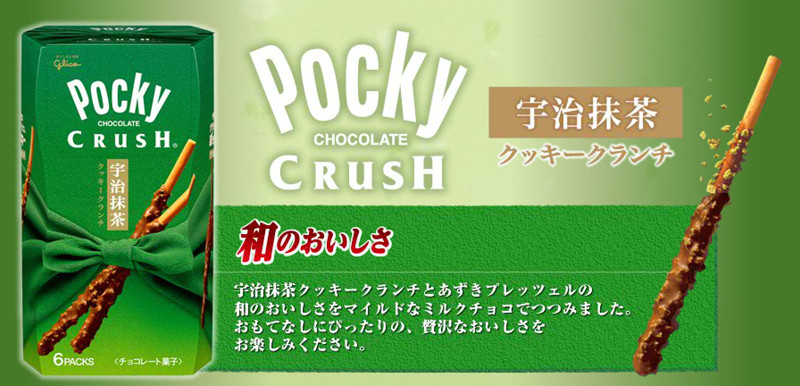 Glico
Pocky
CHOCOLATE
CRUSH®
宇治抹茶
クッキークランチ
6PACKS
〈チョコレート菓子〉
Pocky
CHOCOLATE
CRUSH
宇治抹茶
クッキークランチ
和のおいしさ
宇治抹茶クッキークランチとあずきプレッツェルの
和のおいしさをマイルドなミルクチョコでつつみました。
おもてなしにぴったりの、贅沢なおいしさを
お楽しみください。